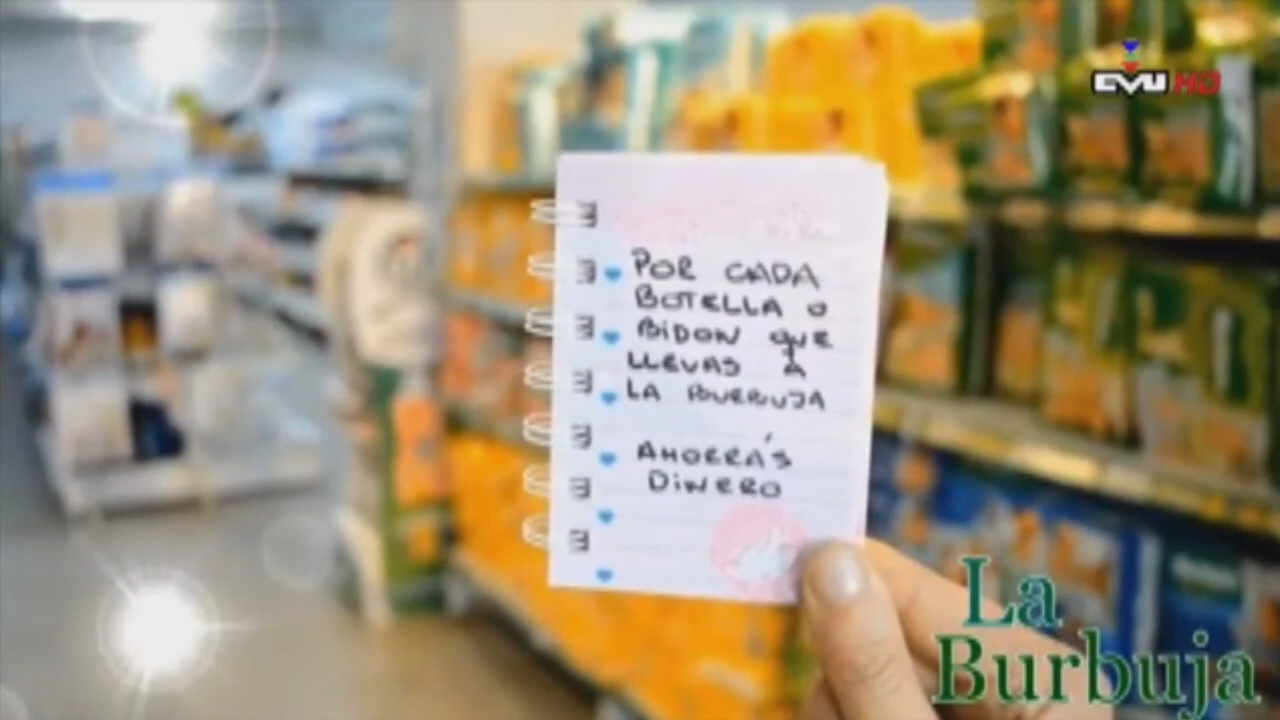 CVU HD
POR CADA
BOTELLA O
BIDON QUE
LLEVAS A
LA BURBUJA
AHORRÁS
DINERO
La
Burbuja